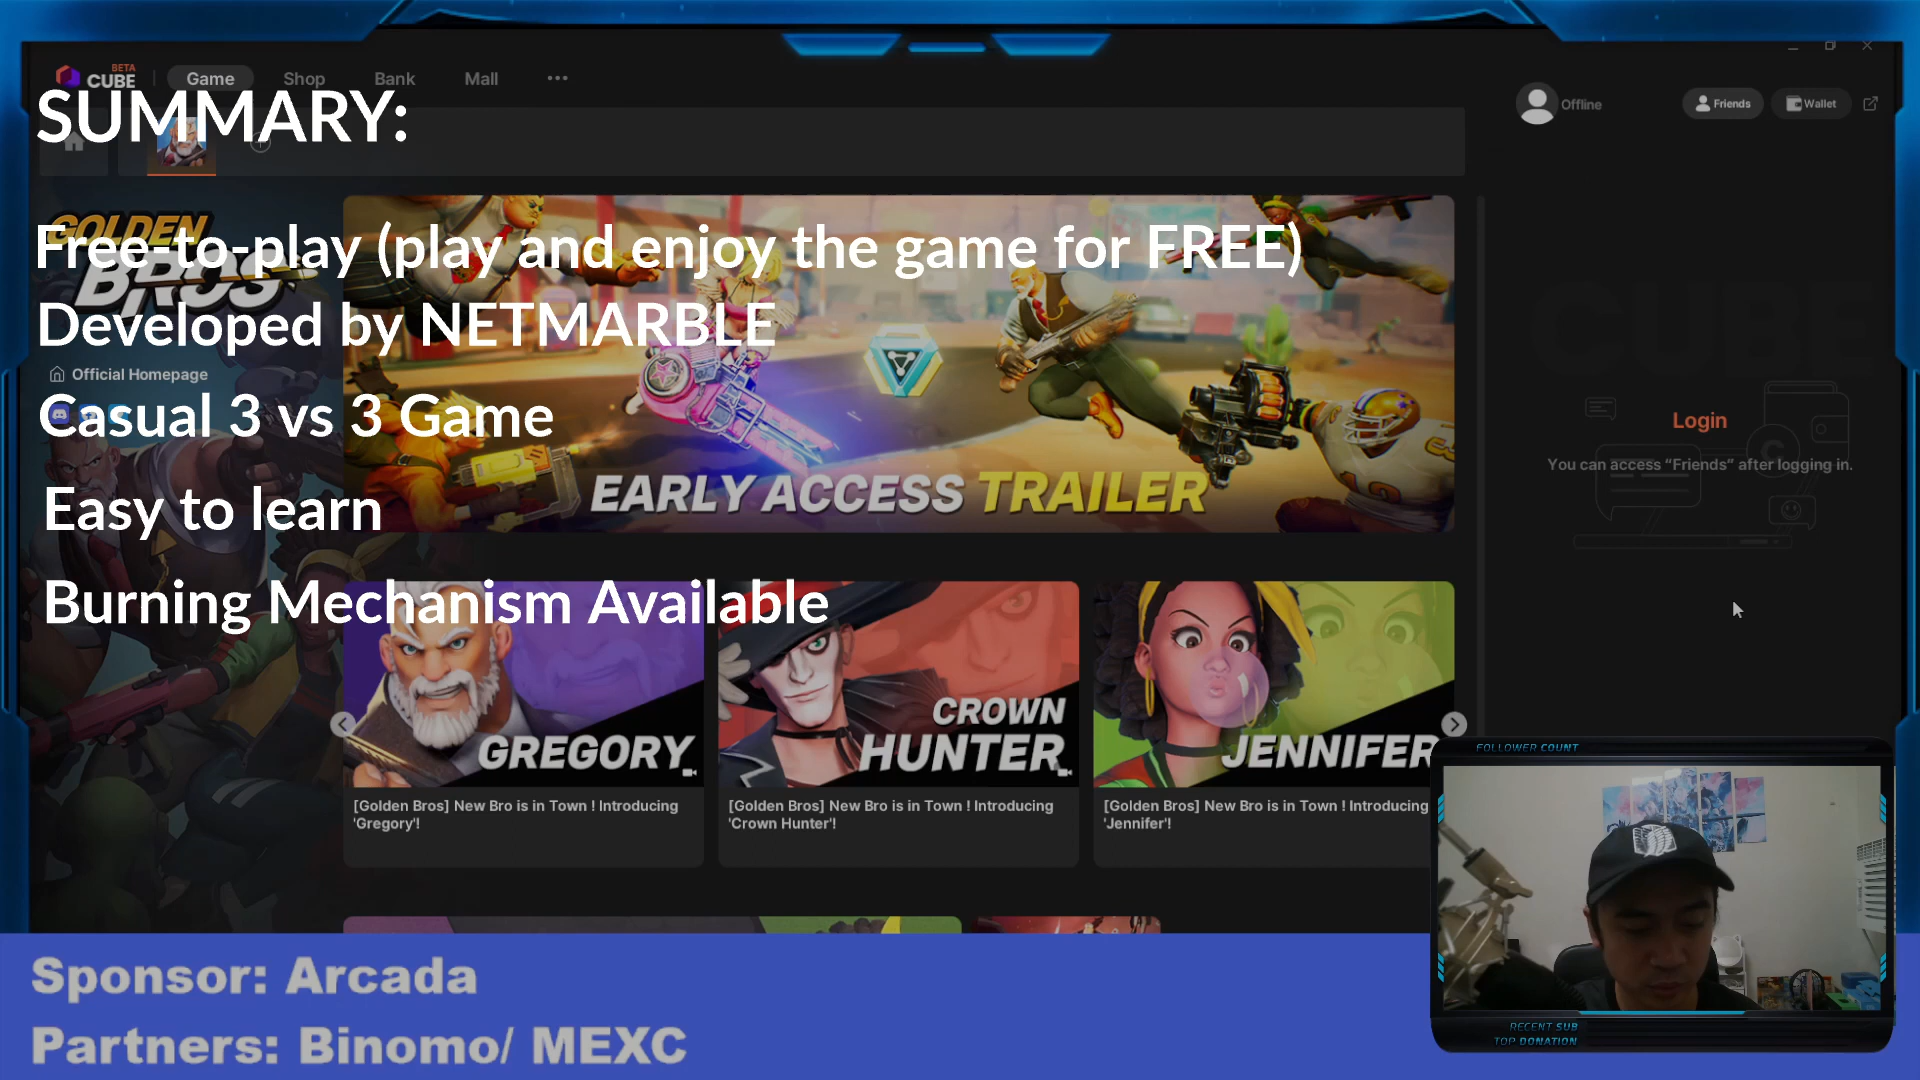 BETA
CUBE
Game
Shop
Bank
Mall
Offline
Friends
Wallet
SUMMARY:
GOLDEN
BROS
Free-to-play (play and enjoy the game for FREE)
Developed by NETMARBLE
Official Homepage
Casual 3 vs 3 Game
Login
You can access “Friends” after logging in.
EARLY ACCESS TRAILER
Easy to learn
Burning Mechanism Available
GREGORY
CROWN
HUNTER
JENNIFER
[Golden Bros] New Bro is in Town ! Introducing
'Gregory'!
[Golden Bros] New Bro is in Town ! Introducing
'Crown Hunter'!
[Golden Bros] New Bro is in Town ! Introducing
'Jennifer'!
FOLLOWER COUNT
Sponsor: Arcada
Partners: Binomo/ MEXC
RECENT SUB
TOP DONATION